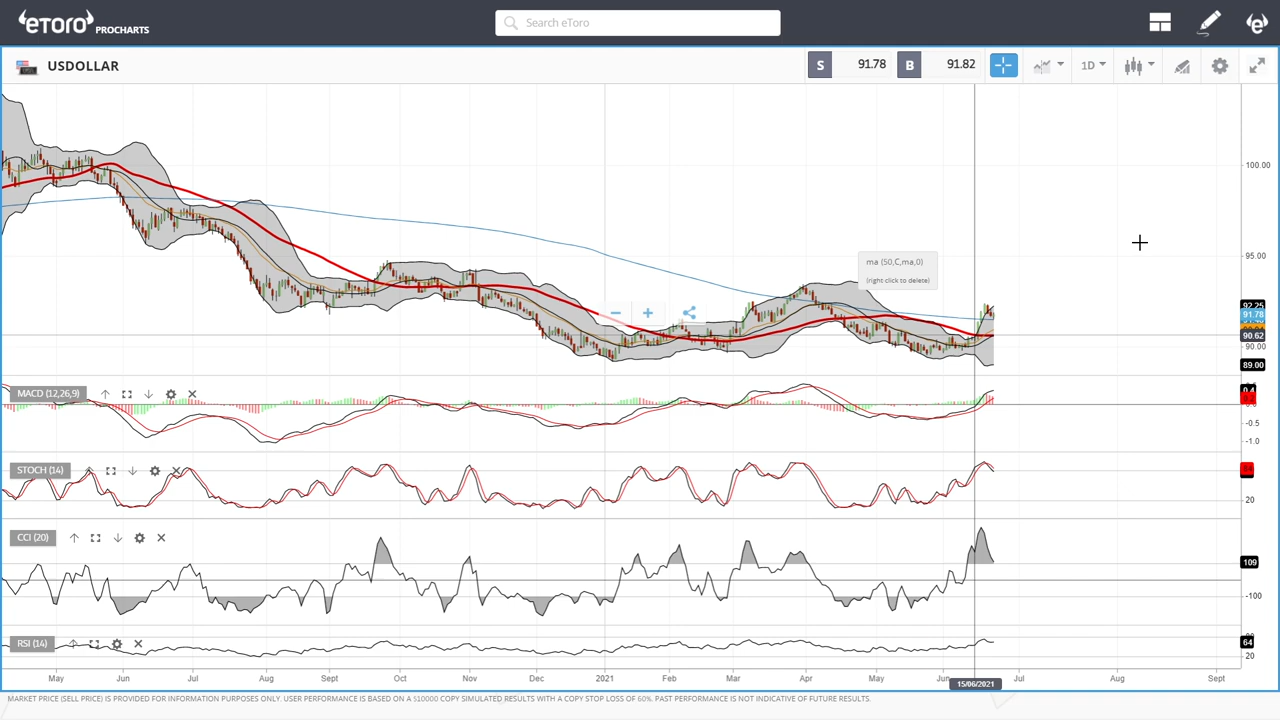 eToro PROCHARTS
Search eToro
USDOLLAR
S 91.78 B 91.82
1D
100.00
95.00
ma (50,C,ma,0)
(right click to delete)
92.25
91.78
90.62
90.00
89.00
MACD (12,26,9)
0.4
-0.5
-1.0
STOCH (14)
20
CCI (20)
109
-100
RSI (14)
64
20
May Jun Jul Aug Sept Oct Nov Dec 2021 Feb Mar Apr May Jun Jul Aug Sept
15/06/2021
MARKET PRICE (SELL PRICE) IS PROVIDED FOR INFORMATION PURPOSES ONLY. USER PERFORMANCE IS BASED ON A $10000 COPY SIMULATED RESULTS WITH A COPY STOP LOSS OF 60%. PAST PERFORMANCE IS NOT INDICATIVE OF FUTURE RESULTS.